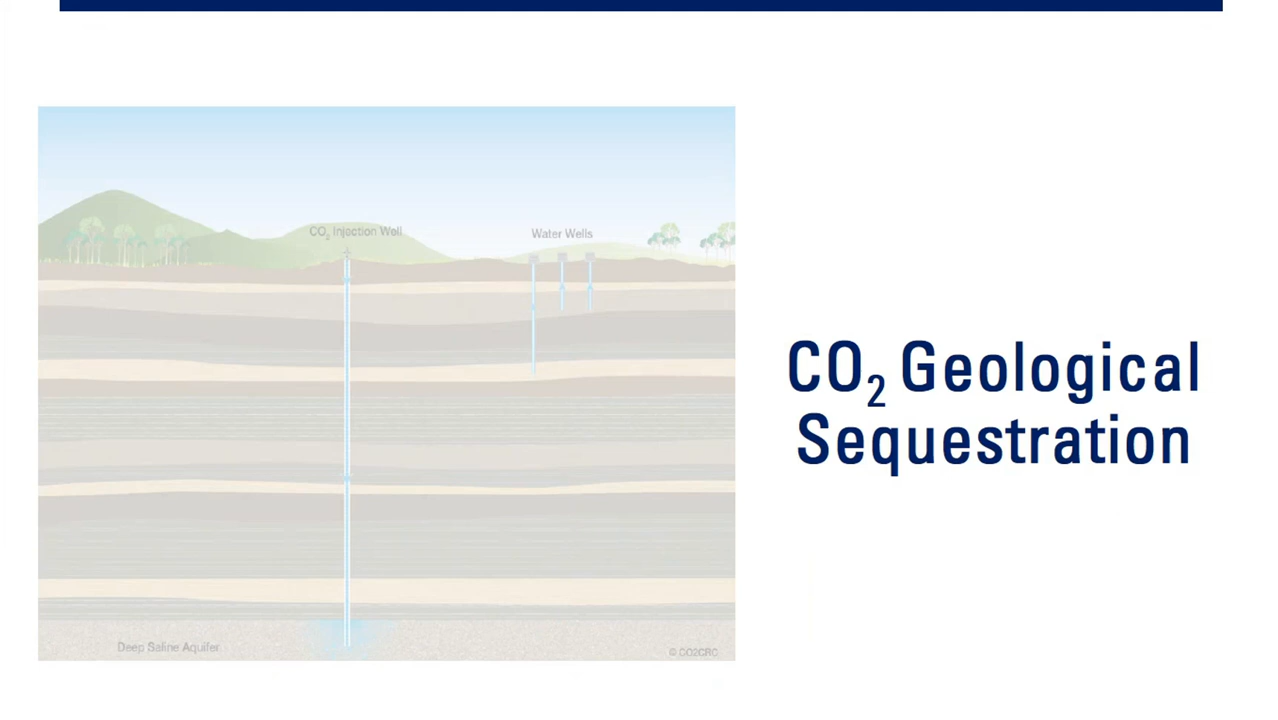 CO₂ Injection Well
Water Wells
Deep Saline Aquifer
© CO2CRC
CO₂ Geological
Sequestration